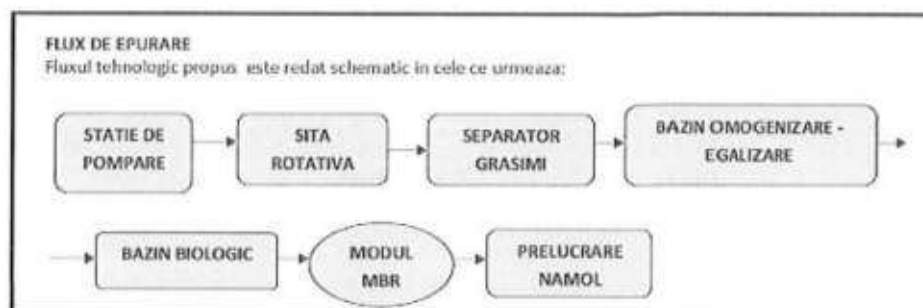 FLUX DE EPURARE
Fluxul tehnologic propus este redat schematic in cele ce urmeaza:
STATIE DE
POMPARE
SITA
ROTATIVA
SEPARATOR
GRASIMI
BAZIN OMOGENIZARE -
EGALIZARE
BAZIN BIOLOGIC
MODUL
MBR
PRELUCRARE
NAMOL